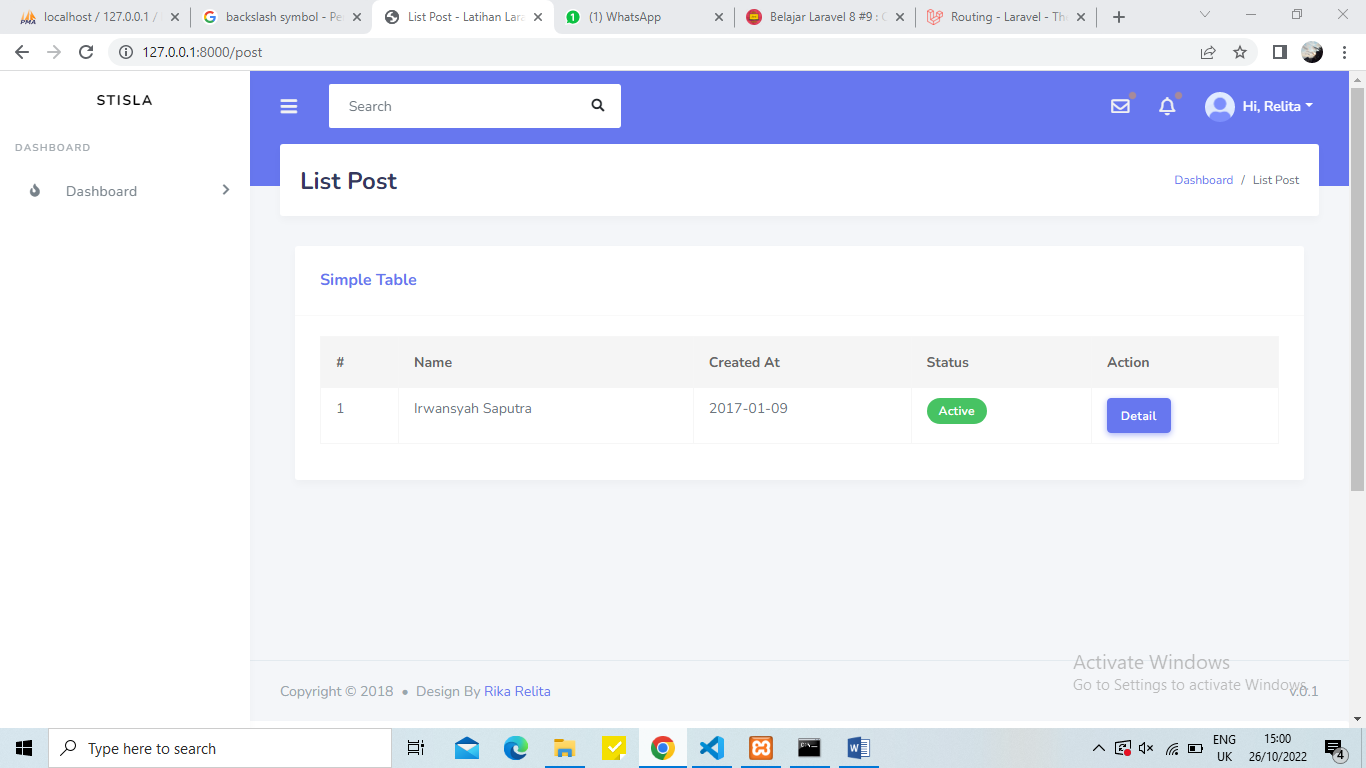 localhost / 127.0.0.1 /
backslash symbol - Pe
List Post - Latihan Lara
(1) WhatsApp
Belajar Laravel 8 #9 :
Routing - Laravel - Th
127.0.0.1:8000/post
STISLA
Search
Hi, Relita
DASHBOARD
Dashboard
List Post
Dashboard / List Post
Simple Table
# Name Created At Status Action
1 Irwansyah Saputra 2017-01-09 Active Detail
Activate Windows
Go to Settings to activate Windows.
Copyright © 2018 • Design By Rika Relita
v.0.1
Type here to search
ENG
UK
15:00
26/10/2022
4